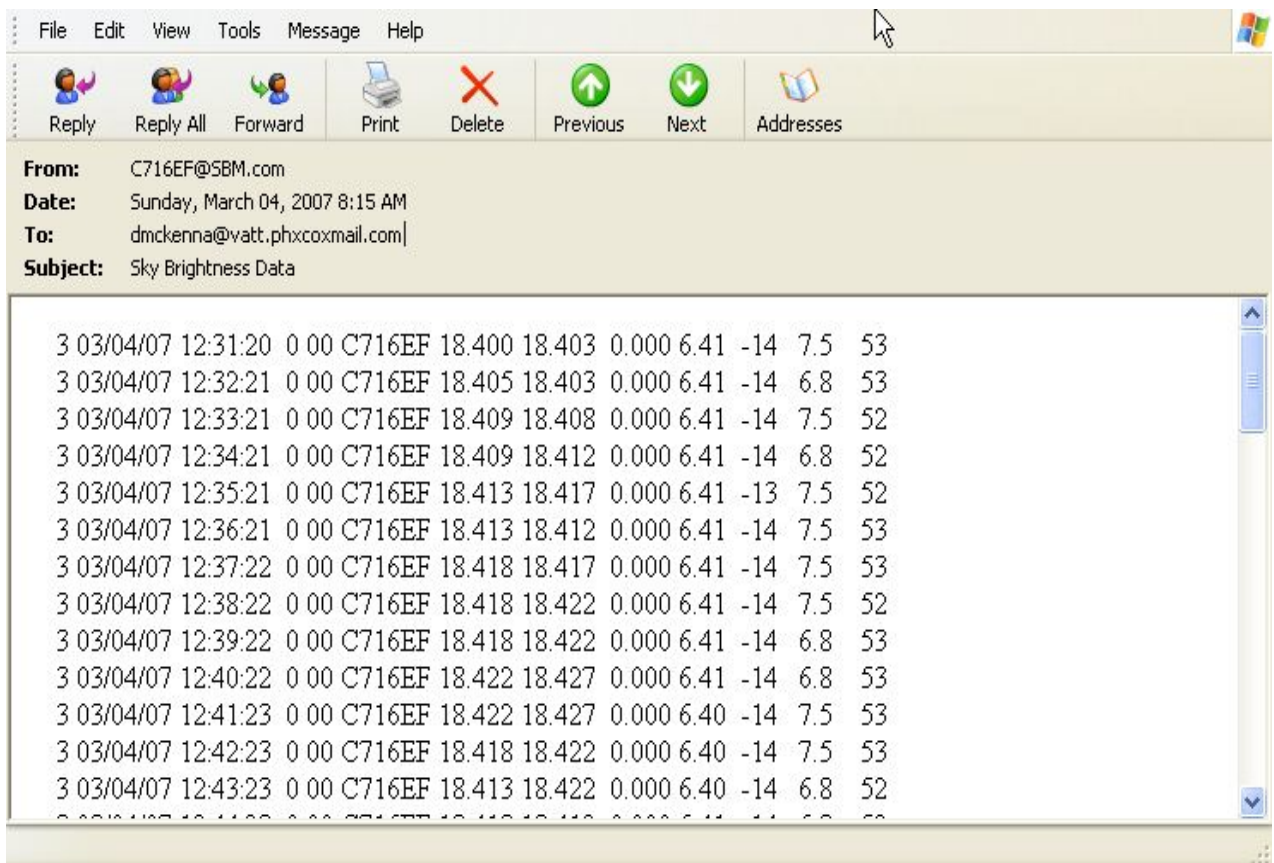 File Edit View Tools Message Help
Reply Reply All Forward Print Delete Previous Next Addresses
From: C716EF@SBM.com
Date: Sunday, March 04, 2007 8:15 AM
To: dmckenna@vatt.phxcoxmail.com
Subject: Sky Brightness Data
3 03/04/07 12:31:20 0 00 C716EF 18.400 18.403 0.000 6.41 -14 7.5 53
3 03/04/07 12:32:21 0 00 C716EF 18.405 18.403 0.000 6.41 -14 6.8 53
3 03/04/07 12:33:21 0 00 C716EF 18.409 18.408 0.000 6.41 -14 7.5 52
3 03/04/07 12:34:21 0 00 C716EF 18.409 18.412 0.000 6.41 -14 6.8 52
3 03/04/07 12:35:21 0 00 C716EF 18.413 18.417 0.000 6.41 -13 7.5 52
3 03/04/07 12:36:21 0 00 C716EF 18.413 18.412 0.000 6.41 -14 7.5 53
3 03/04/07 12:37:22 0 00 C716EF 18.418 18.417 0.000 6.41 -14 7.5 53
3 03/04/07 12:38:22 0 00 C716EF 18.418 18.422 0.000 6.41 -14 7.5 52
3 03/04/07 12:39:22 0 00 C716EF 18.418 18.422 0.000 6.41 -14 6.8 53
3 03/04/07 12:40:22 0 00 C716EF 18.422 18.427 0.000 6.41 -14 6.8 53
3 03/04/07 12:41:23 0 00 C716EF 18.422 18.427 0.000 6.40 -14 7.5 53
3 03/04/07 12:42:23 0 00 C716EF 18.418 18.422 0.000 6.40 -14 7.5 53
3 03/04/07 12:43:23 0 00 C716EF 18.413 18.422 0.000 6.40 -14 6.8 52